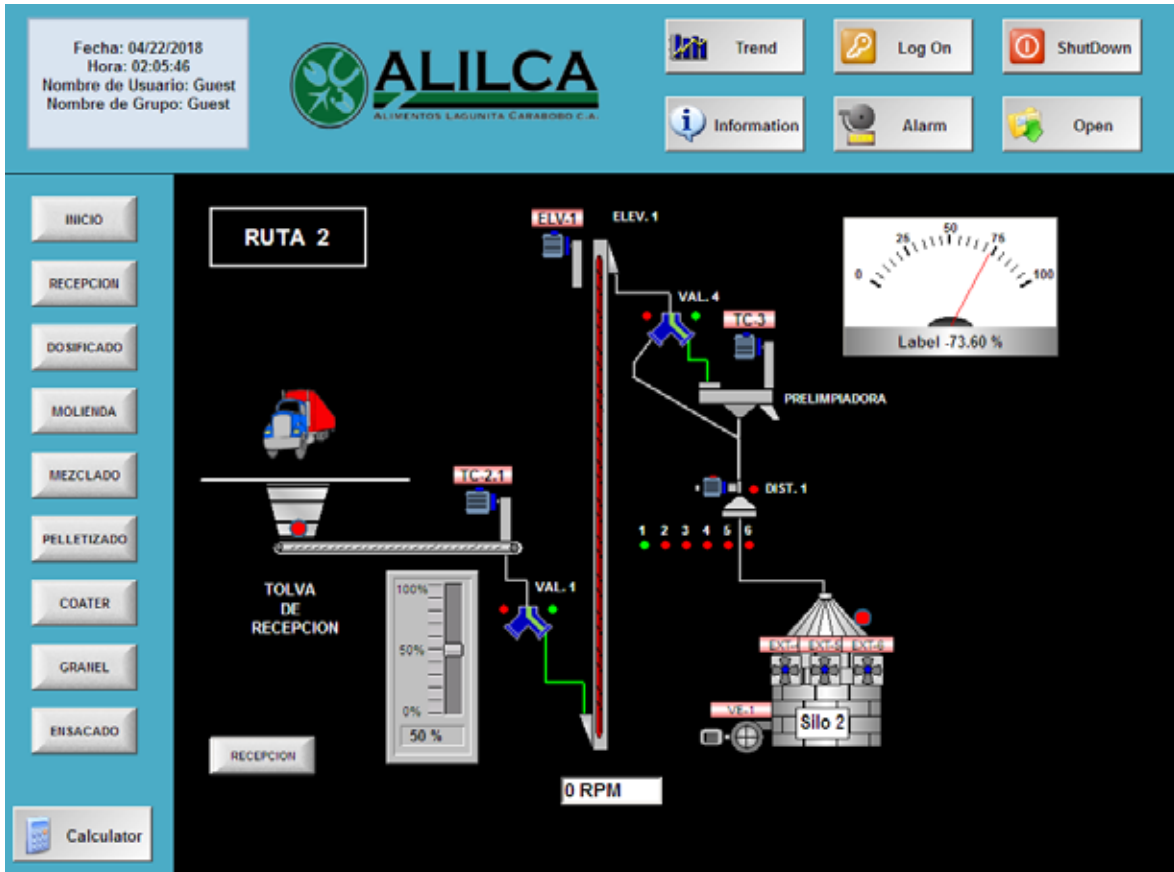 Fecha: 04/22/2018
Hora: 02:05:46
Nombre de Usuario: Guest
Nombre de Grupo: Guest
ALILCA
ALIMENTOS LAGUNITA CARABOBO C.A.
Trend
Log On
ShutDown
Information
Alarm
Open
INICIO
RECEPCION
DOSIFICADO
MOLIENDA
MEZCLADO
PELLETIZADO
COATER
GRANEL
ENSACADO
Calculator
RUTA 2
ELV-1
ELEV. 1
VAL. 4
TC-3
PRELIMPIADORA
0 25 50 75 100
Label -73.60 %
TC-2.1
DIST. 1
1 2 3 4 5 6
TOLVA
DE
RECEPCION
100%
50%
0%
50 %
VAL. 1
VE-1
Silo 2
RECEPCION
0 RPM